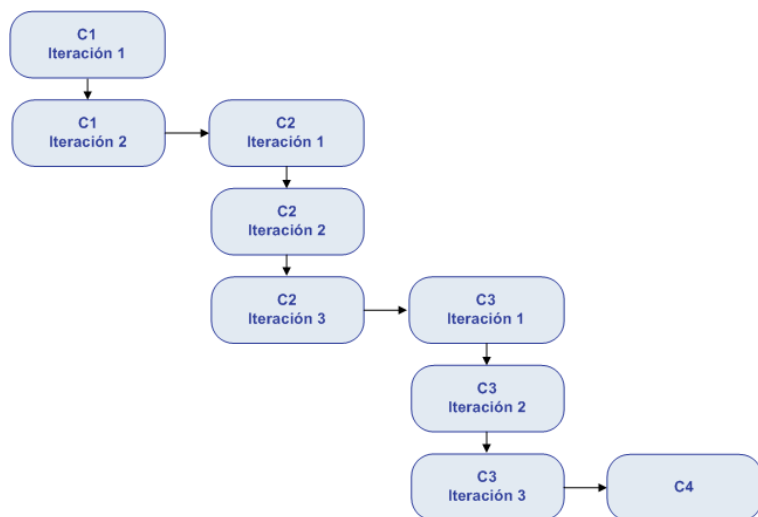 C1
Iteración 1
C1
Iteración 2
C2
Iteración 1
C2
Iteración 2
C2
Iteración 3
C3
Iteración 1
C3
Iteración 2
C3
Iteración 3
C4